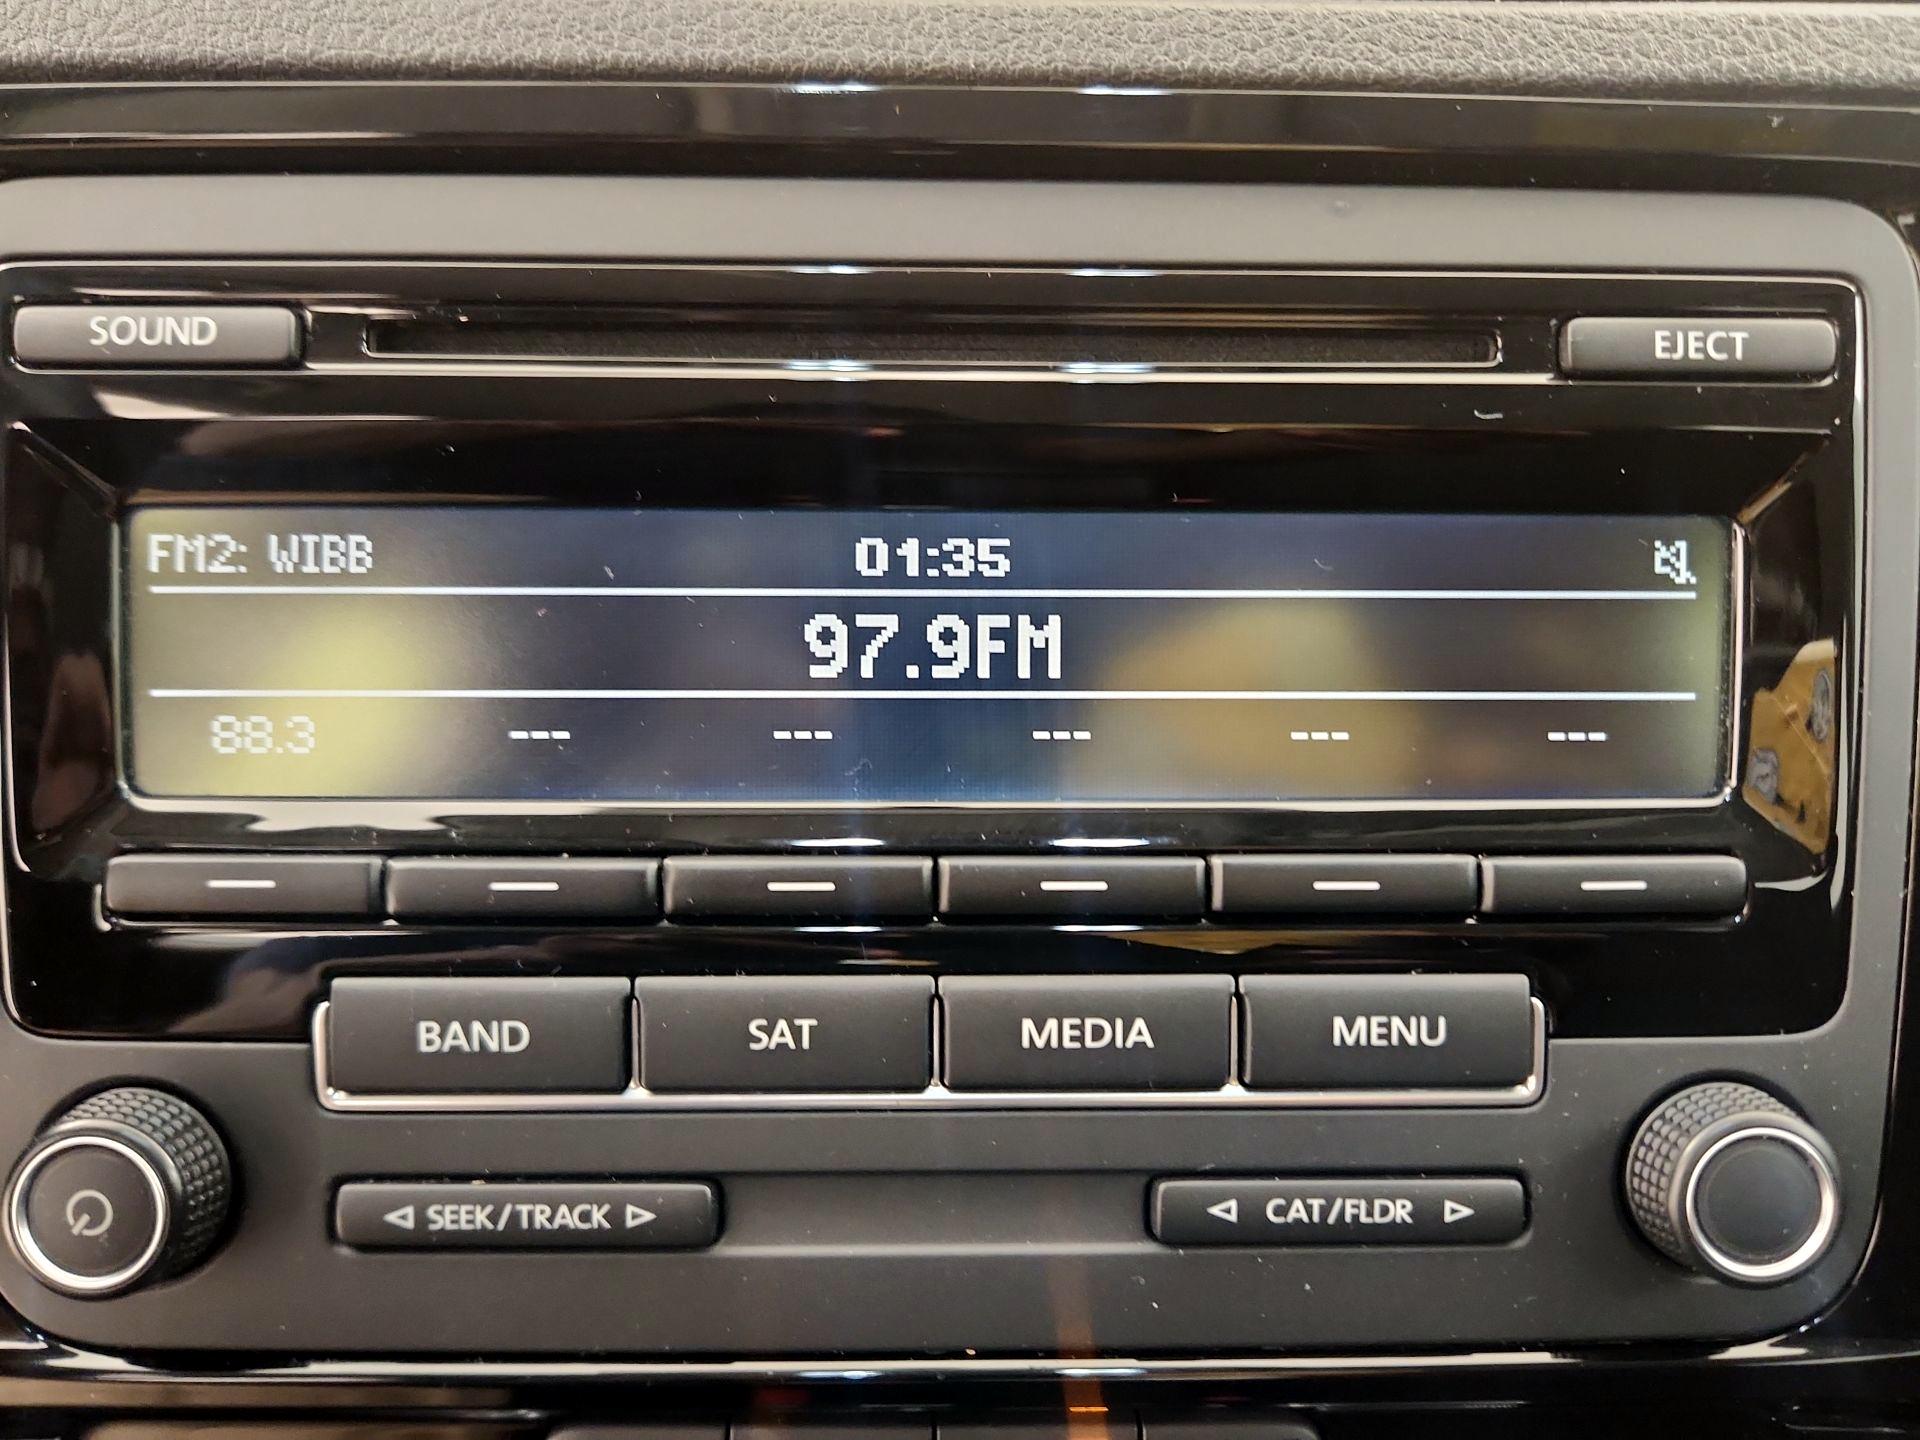 SOUND
EJECT
FM2: WIBB 01:35
97.9FM
88.3 --- --- --- --- ---
BAND SAT MEDIA MENU
SEEK/TRACK CAT/FLDR